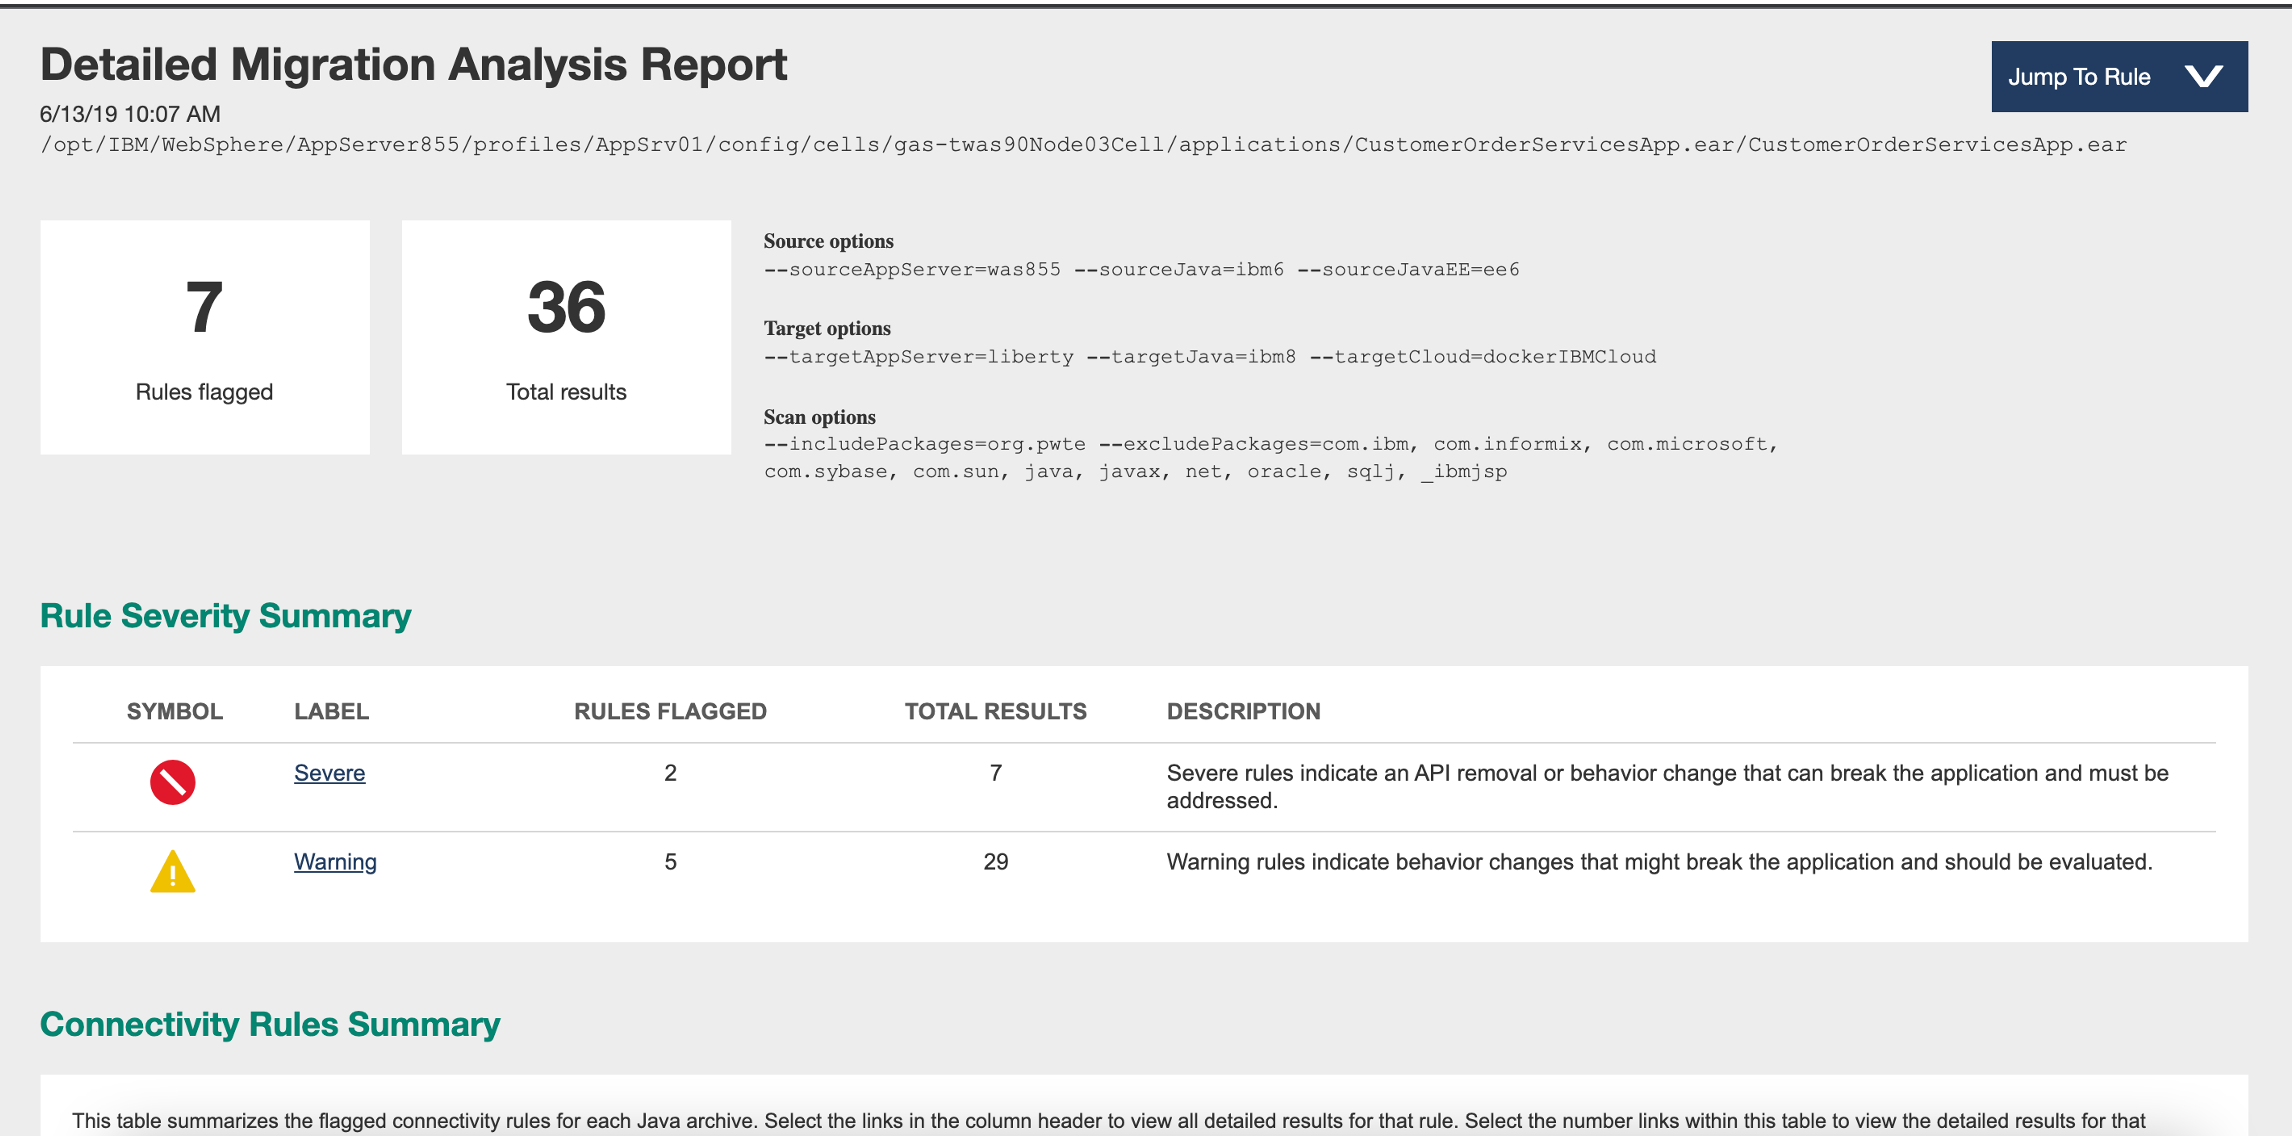 Detailed Migration Analysis Report
Jump To Rule
6/13/19 10:07 AM
/opt/IBM/WebSphere/AppServer855/profiles/AppSrv01/config/cells/gas-twas90Node03Cell/applications/CustomerOrderServicesApp.ear/CustomerOrderServicesApp.ear
7
Rules flagged
36
Total results
Source options
--sourceAppServer=was855 --sourceJava=ibm6 --sourceJavaEE=ee6
Target options
--targetAppServer=liberty --targetJava=ibm8 --targetCloud=dockerIBMCloud
Scan options
--includePackages=org.pwte --excludePackages=com.ibm, com.informix, com.microsoft,
com.sybase, com.sun, java, javax, net, oracle, sqlj, _ibmjsp
Rule Severity Summary
SYMBOL LABEL RULES FLAGGED TOTAL RESULTS DESCRIPTION
Severe 2 7 Severe rules indicate an API removal or behavior change that can break the application and must be
addressed.
Warning 5 29 Warning rules indicate behavior changes that might break the application and should be evaluated.
Connectivity Rules Summary
This table summarizes the flagged connectivity rules for each Java archive. Select the links in the column header to view all detailed results for that rule. Select the number links within this table to view the detailed results for that